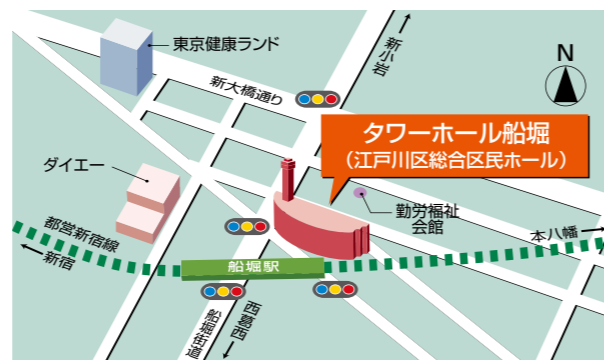 東京健康ランド
新小岩
N
新大橋通り
タワーホール船堀
（江戸川区総合区民ホール）
ダイエー
勤労福祉
会館
都営新宿線
新宿
本八幡
船堀駅
船堀街道
西葛西